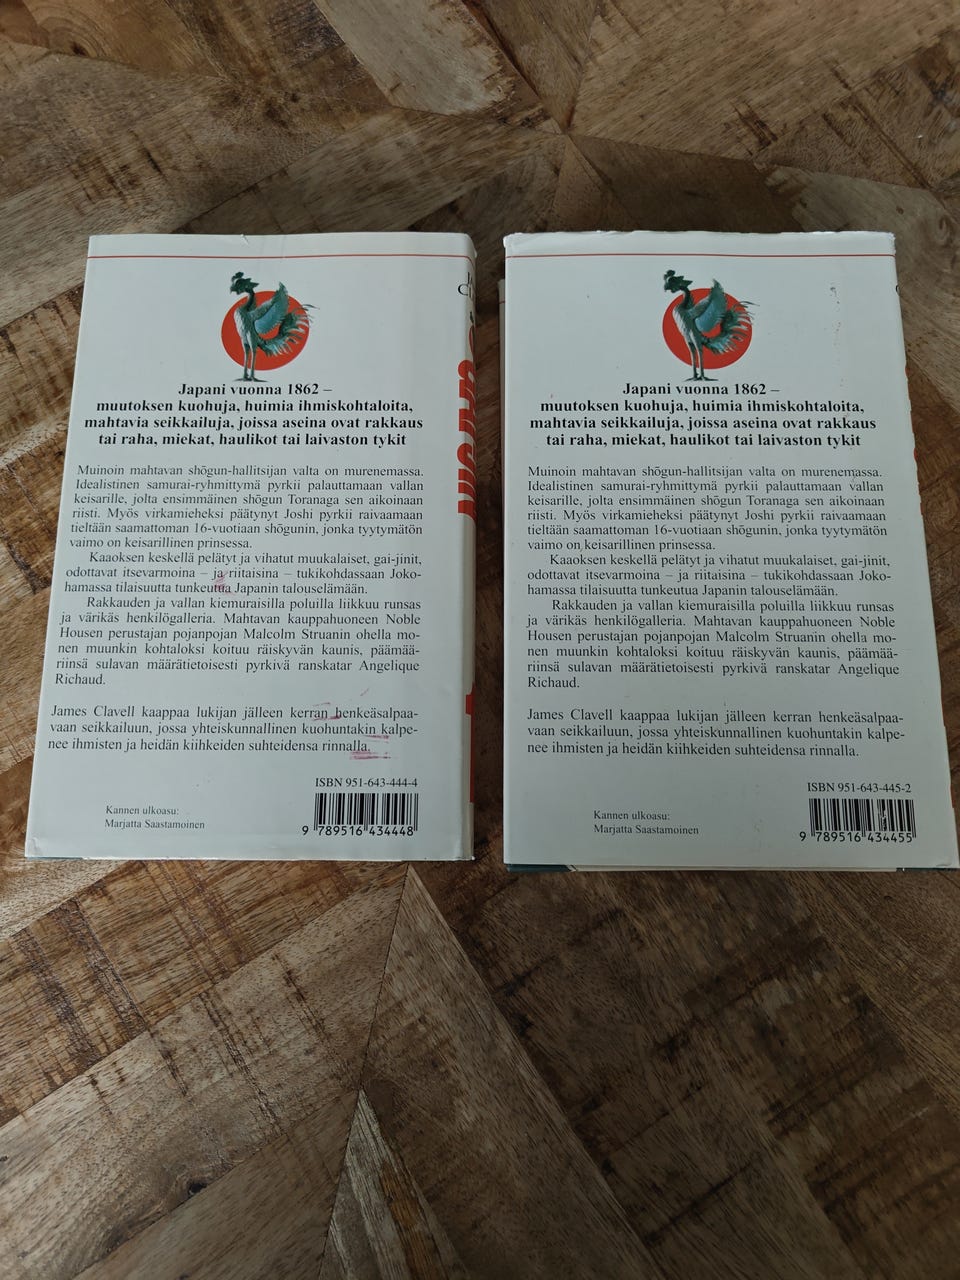 Japani vuonna 1862 –
muutoksen kuohuja, huimia ihmiskohtaloita,
mahtavia seikkailuja, joissa aseina ovat rakkaus
tai raha, miekat, haulikot tai laivaston tykit
Muinoin mahtavan shōgun-hallitsijan valta on murenemassa.
Idealistinen samurai-ryhmittymä pyrkii palauttamaan vallan
keisarille, jolta ensimmäinen shōgun Toranaga sen aikoinaan
riisti. Myös virkamieheksi päätynyt Joshi pyrkii raivaamaan
tieltään saamattoman 16-vuotiaan shōgunin, jonka tyytymätön
vaimo on keisarillinen prinsessa.
Kaaoksen keskellä pelätyt ja vihatut muukalaiset, gai-jinit,
odottavat itsevarmoina – ja riitaisina – tukikohdassaan Joko-
hamassa tilaisuutta tunkeutua Japanin talouselämään.
Rakkauden ja vallan kiemuraisilla poluilla liikkuu runsas
ja värikäs henkilögalleria. Mahtavan kauppahuoneen Noble
Housen perustajan pojanpojan Malcolm Struanin ohella mo-
nen muunkin kohtaloksi koituu räiskyvän kaunis, päämää-
riinsä sulavan määrätietoisesti pyrkivä ranskatar Angelique
Richaud.
James Clavell kaappaa lukijan jälleen kerran henkeäsalpaa-
vaan seikkailuun, jossa yhteiskunnallinen kuohuntakin kalpe-
nee ihmisten ja heidän kiihkeiden suhteidensa rinnalla.
ISBN 951-643-444-4
Kannen ulkoasu:
Marjatta Saastamoinen
9 789516 434448
Japani vuonna 1862 –
muutoksen kuohuja, huimia ihmiskohtaloita,
mahtavia seikkailuja, joissa aseina ovat rakkaus
tai raha, miekat, haulikot tai laivaston tykit
Muinoin mahtavan shōgun-hallitsijan valta on murenemassa.
Idealistinen samurai-ryhmittymä pyrkii palauttamaan vallan
keisarille, jolta ensimmäinen shōgun Toranaga sen aikoinaan
riisti. Myös virkamieheksi päätynyt Joshi pyrkii raivaamaan
tieltään saamattoman 16-vuotiaan shōgunin, jonka tyytymätön
vaimo on keisarillinen prinsessa.
Kaaoksen keskellä pelätyt ja vihatut muukalaiset, gai-jinit,
odottavat itsevarmoina – ja riitaisina – tukikohdassaan Joko-
hamassa tilaisuutta tunkeutua Japanin talouselämään.
Rakkauden ja vallan kiemuraisilla poluilla liikkuu runsas
ja värikäs henkilögalleria. Mahtavan kauppahuoneen Noble
Housen perustajan pojanpojan Malcolm Struanin ohella mo-
nen muunkin kohtaloksi koituu räiskyvän kaunis, päämää-
riinsä sulavan määrätietoisesti pyrkivä ranskatar Angelique
Richaud.
James Clavell kaappaa lukijan jälleen kerran henkeäsalpaa-
vaan seikkailuun, jossa yhteiskunnallinen kuohuntakin kalpe-
nee ihmisten ja heidän kiihkeiden suhteidensa rinnalla.
ISBN 951-643-445-2
Kannen ulkoasu:
Marjatta Saastamoinen
9 789516 434455